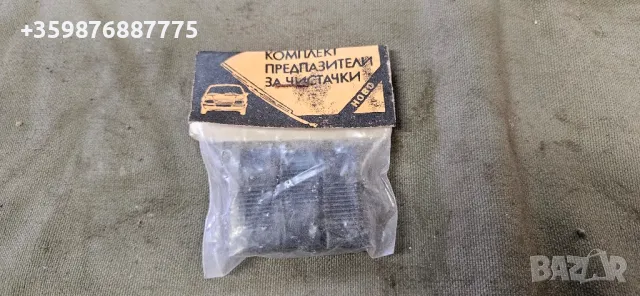 +359876887775
КОМПЛЕКТ
ПРЕДПАЗИТЕЛИ
ЗА ЧИСТАЧКИ
НОВО
BAZAR